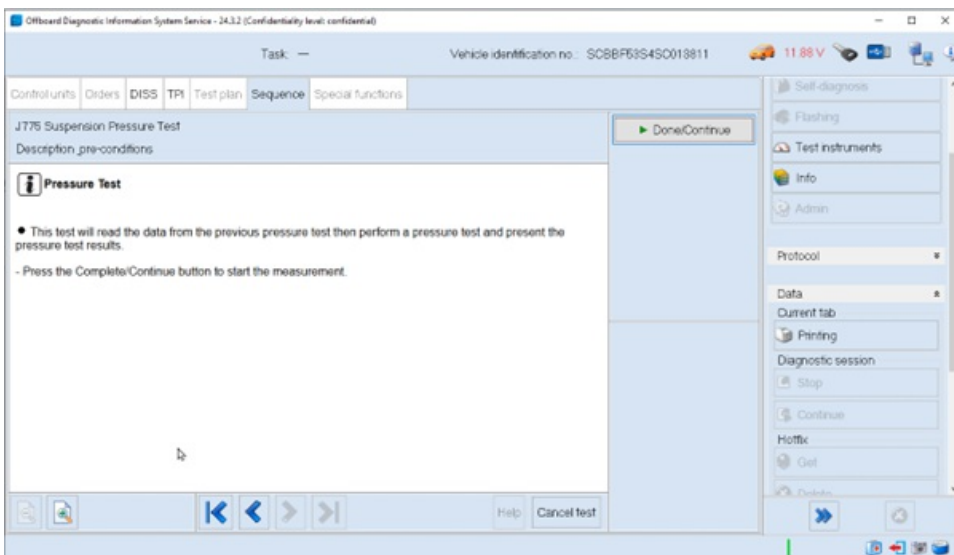 Offboard Diagnostic Information System Service - 24.3.2 (Confidentiality level: confidential)
Task: —
Vehicle identification no.: SCBBF53S4SC013811
11.88 V
Control units Orders DISS TPI Test plan Sequence Special functions
J775 Suspension Pressure Test
Description ,pre-conditions
Pressure Test
● This test will read the data from the previous pressure test then perform a pressure test and present the
pressure test results.
- Press the Complete/Continue button to start the measurement.
Done/Continue
Help Cancel test
Self-diagnosis
Flashing
Test instruments
Info
Admin
Protocol
Data
Current tab
Printing
Diagnostic session
Stop
Continue
Hotfix
Get
Delete